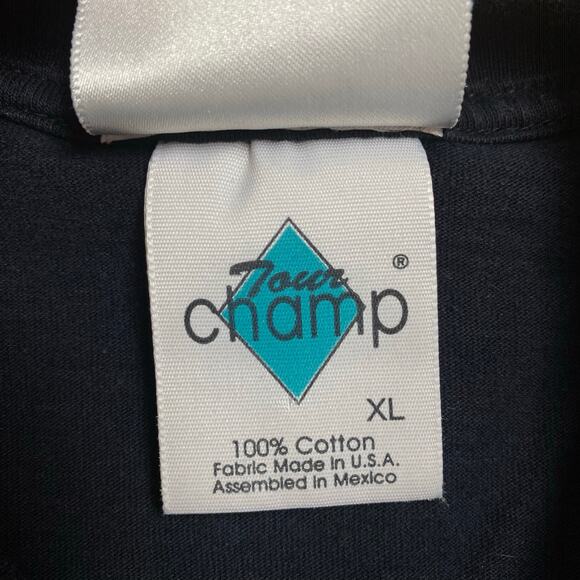 Tour
champ ®
XL
100% Cotton
Fabric Made in U.S.A.
Assembled in Mexico